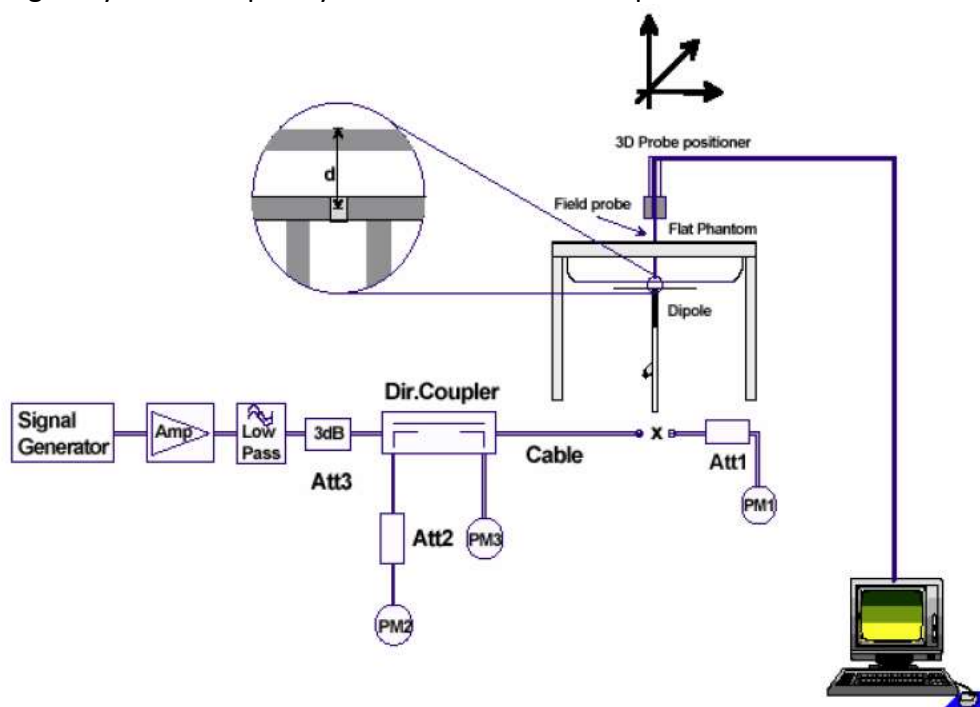 3D Probe positioner
d
Field probe
Flat Phantom
Dipole
Dir.Coupler
Signal
Generator
Amp
Low
Pass
3dB
Att3
Cable
x
Att1
PM1
Att2
PM3
PM2